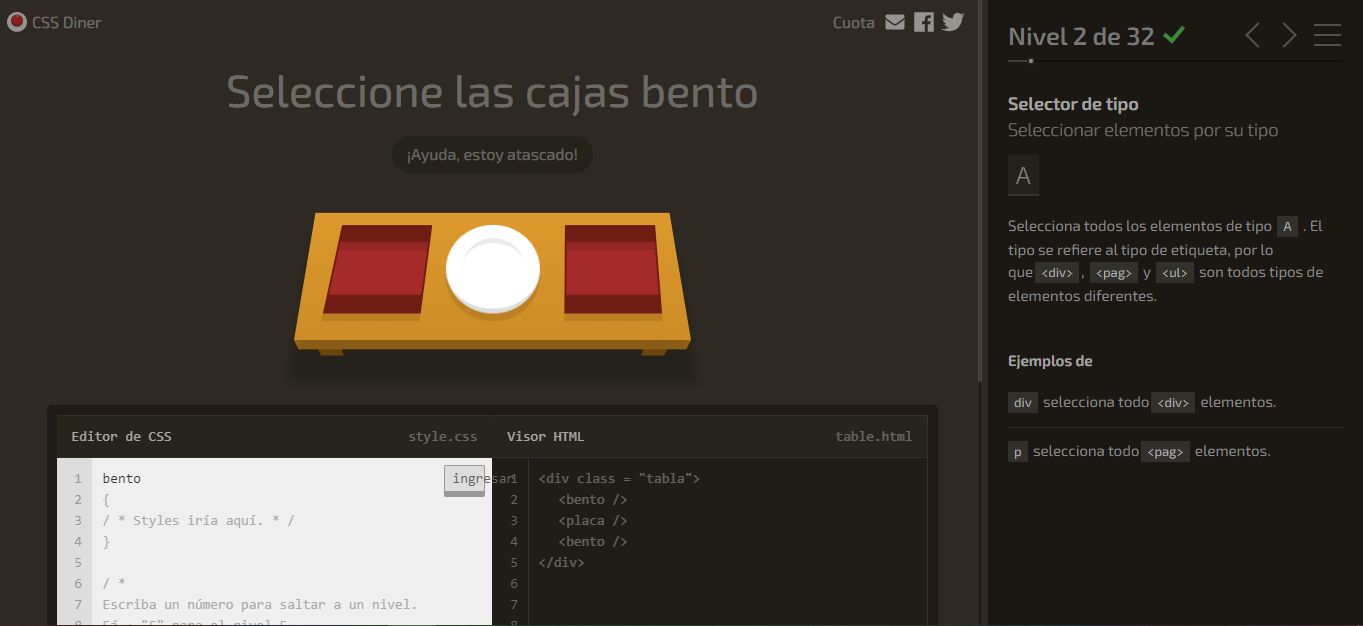 CSS Diner
Cuota
Seleccione las cajas bento
¡Ayuda, estoy atascado!
Editor de CSS
style.css
1 bento
ingresar
2 {
3 / * Styles iría aquí. * /
4 }
5
6 / *
7 Escriba un número para saltar a un nivel.
Visor HTML
table.html
1 <div class = "tabla">
2 <bento />
3 <placa />
4 <bento />
5 </div>
6
7
8
Nivel 2 de 32
Selector de tipo
Seleccionar elementos por su tipo
A
Selecciona todos los elementos de tipo A . El
tipo se refiere al tipo de etiqueta, por lo
que <div> , <pag> y <ul> son todos tipos de
elementos diferentes.
Ejemplos de
div selecciona todo <div> elementos.
p selecciona todo <pag> elementos.